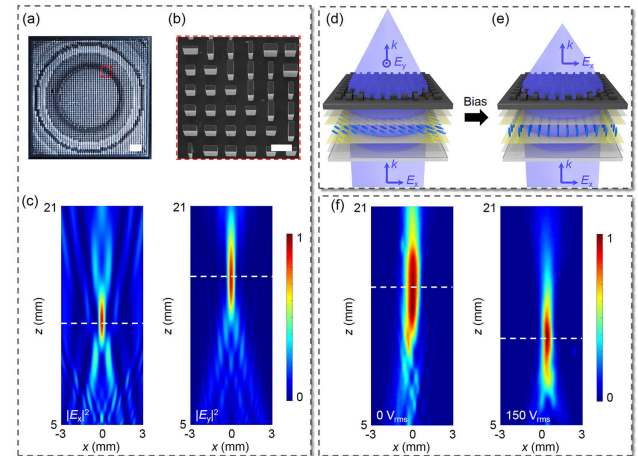 (a)
(b)
(c)
21
21
z (mm)
z (mm)
|Eₓ|²
|Eᵧ|²
1
0
5
5
-3 0 3
-3 0 3
x (mm)
x (mm)
(d)
(e)
k
E_y
k
E_x
Bias
k
E_x
k
E_x
(f)
21
21
z (mm)
z (mm)
0 V_rms
150 V_rms
1
0
5
5
-3 0 3
-3 0 3
x (mm)
x (mm)